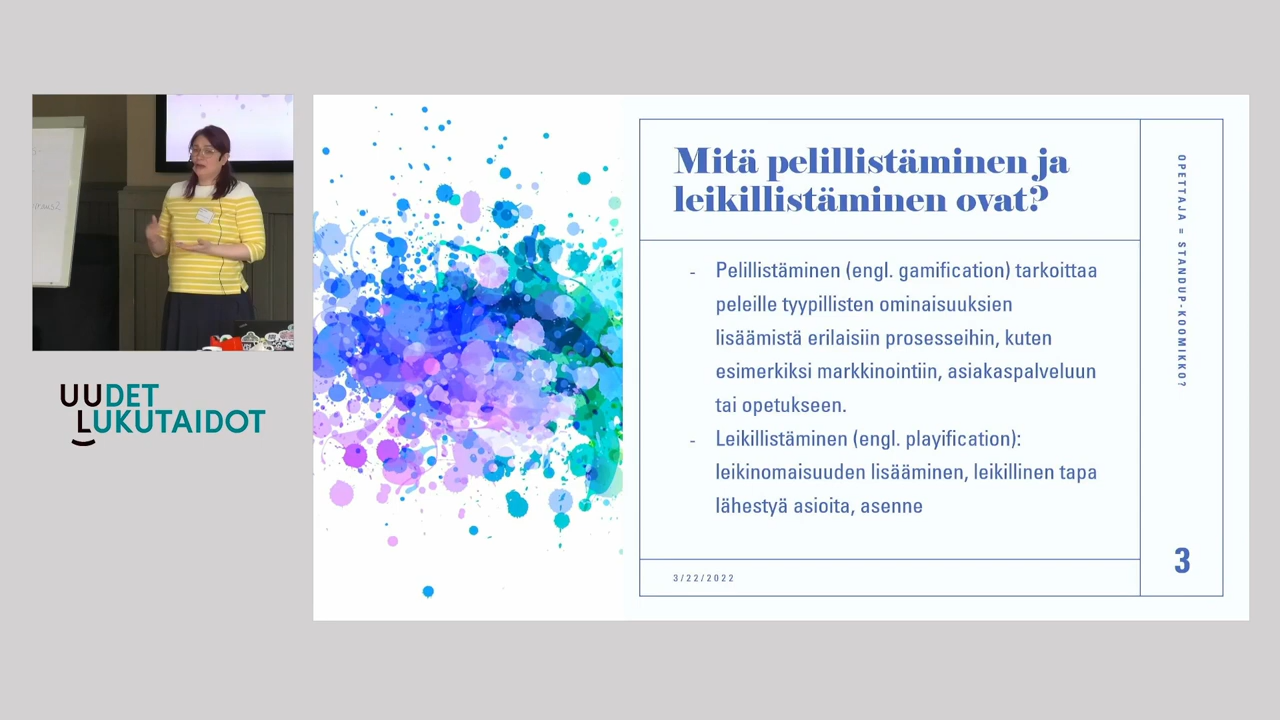 Mitä pelillistäminen ja
leikillistäminen ovat?
- Pelillistäminen (engl. gamification) tarkoittaa
peleille tyypillisten ominaisuuksien
lisäämistä erilaisiin prosesseihin, kuten
esimerkiksi markkinointiin, asiakaspalveluun
tai opetukseen.
- Leikillistäminen (engl. playification):
leikinomaisuuden lisääminen, leikillinen tapa
lähestyä asioita, asenne
3/22/2022
OPETTAJA = STANDUP-KOOMIKKO?
3
UUDET
LUKUTAIDOT